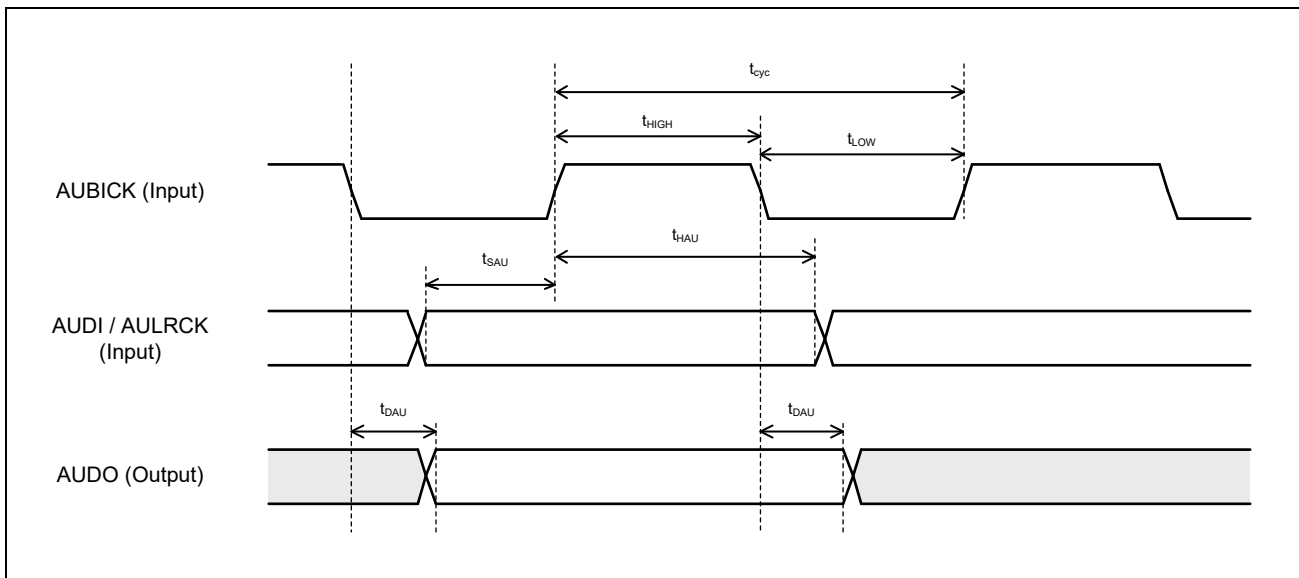 tcyc
tHIGH
tLOW
AUBICK (Input)
tHAU
tSAU
AUDI / AULRCK
(Input)
tDAU
tDAU
AUDO (Output)